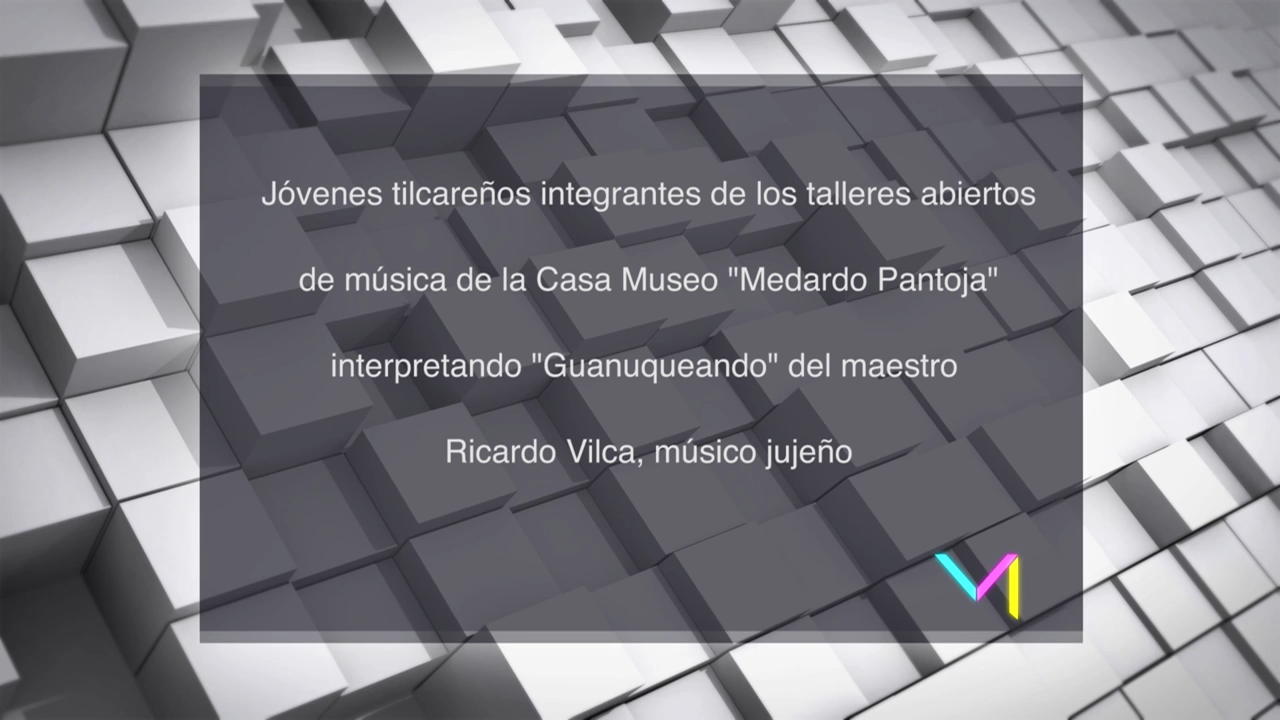 Jóvenes tilcareños integrantes de los talleres abiertos
de música de la Casa Museo "Medardo Pantoja"
interpretando "Guanuqueando" del maestro
Ricardo Vilca, músico jujeño